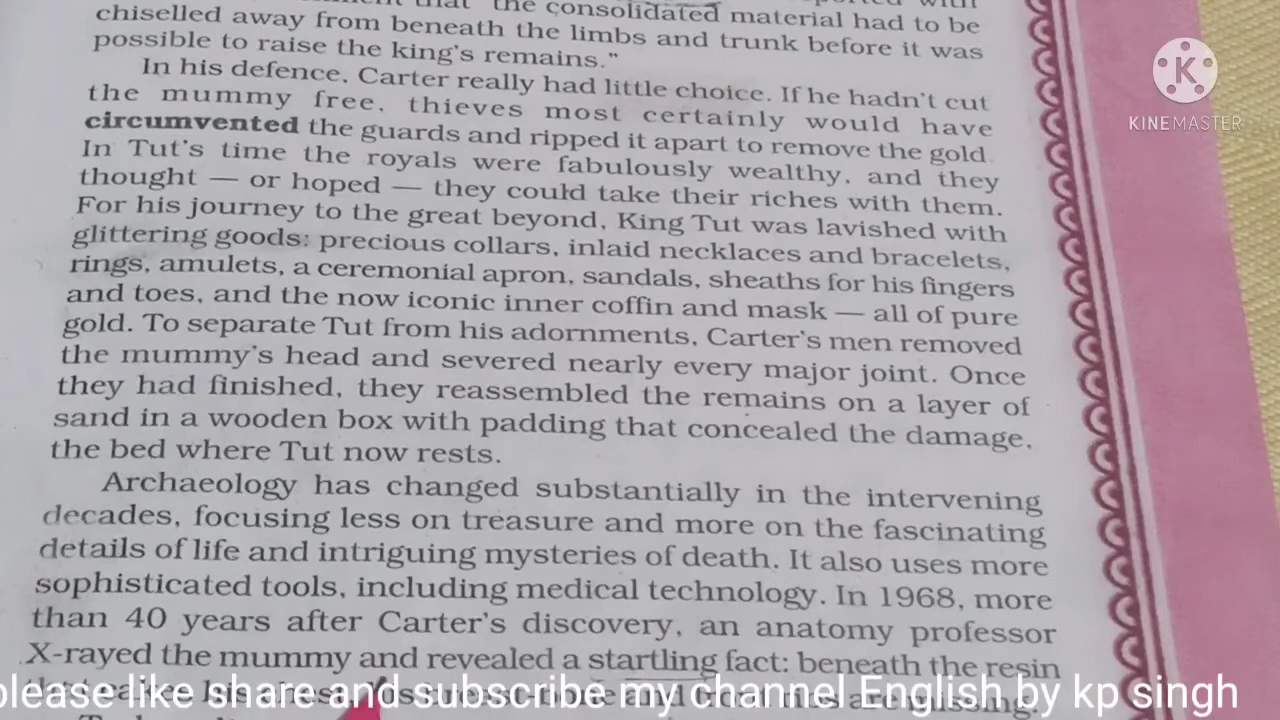 the consolidated material had to be
chiselled away from beneath the limbs and trunk before it was
possible to raise the king's remains."
In his defence, Carter really had little choice. If he hadn't cut
the mummy free, thieves most certainly would have
circumvented the guards and ripped it apart to remove the gold.
In Tut's time the royals were fabulously wealthy, and they
thought — or hoped — they could take their riches with them.
For his journey to the great beyond, King Tut was lavished with
glittering goods: precious collars, inlaid necklaces and bracelets,
rings, amulets, a ceremonial apron, sandals, sheaths for his fingers
and toes, and the now iconic inner coffin and mask — all of pure
gold. To separate Tut from his adornments, Carter's men removed
the mummy's head and severed nearly every major joint. Once
they had finished, they reassembled the remains on a layer of
sand in a wooden box with padding that concealed the damage,
the bed where Tut now rests.
Archaeology has changed substantially in the intervening
decades, focusing less on treasure and more on the fascinating
details of life and intriguing mysteries of death. It also uses more
sophisticated tools, including medical technology. In 1968, more
than 40 years after Carter's discovery, an anatomy professor
X-rayed the mummy and revealed a startling fact: beneath the resin
please like share and subscribe my channel English by kp singh
K
KINEMASTER